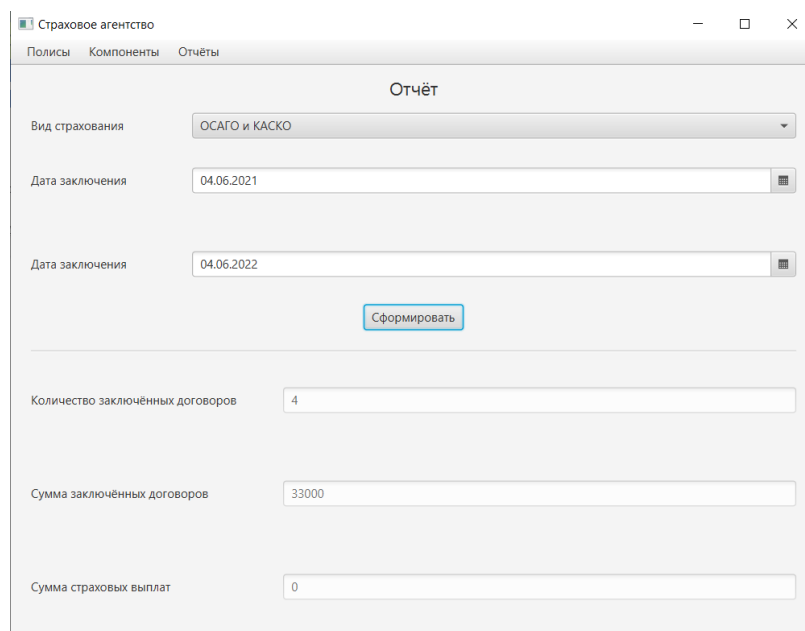 Страховое агентство
Полисы Компоненты Отчёты
Отчёт
Вид страхования ОСАГО и КАСКО
Дата заключения 04.06.2021
Дата заключения 04.06.2022
Сформировать
Количество заключённых договоров 4
Сумма заключённых договоров 33000
Сумма страховых выплат 0